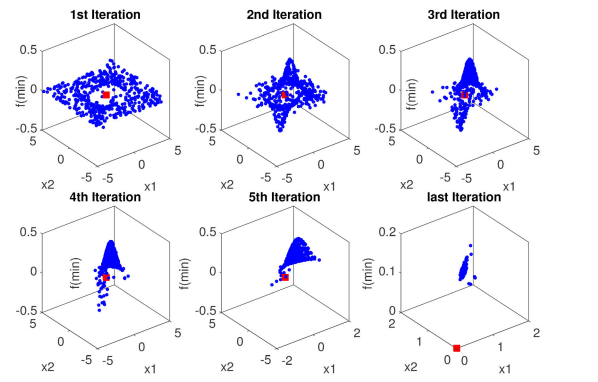 1st Iteration
0.5
0
-0.5
f(min)
5
0
-5
x2
-5
0
5
x1
2nd Iteration
0.5
0
-0.5
f(min)
5
0
-5
x2
-5
0
5
x1
3rd Iteration
0.5
0
-0.5
f(min)
5
0
-5
x2
-5
0
5
x1
4th Iteration
0.5
0
-0.5
f(min)
5
0
-5
x2
-5
0
5
x1
5th Iteration
0.5
0
-0.5
f(min)
5
0
-5
x2
-2
0
2
x1
last Iteration
0.2
0.1
0
f(min)
2
1
0
x2
0
1
2
x1